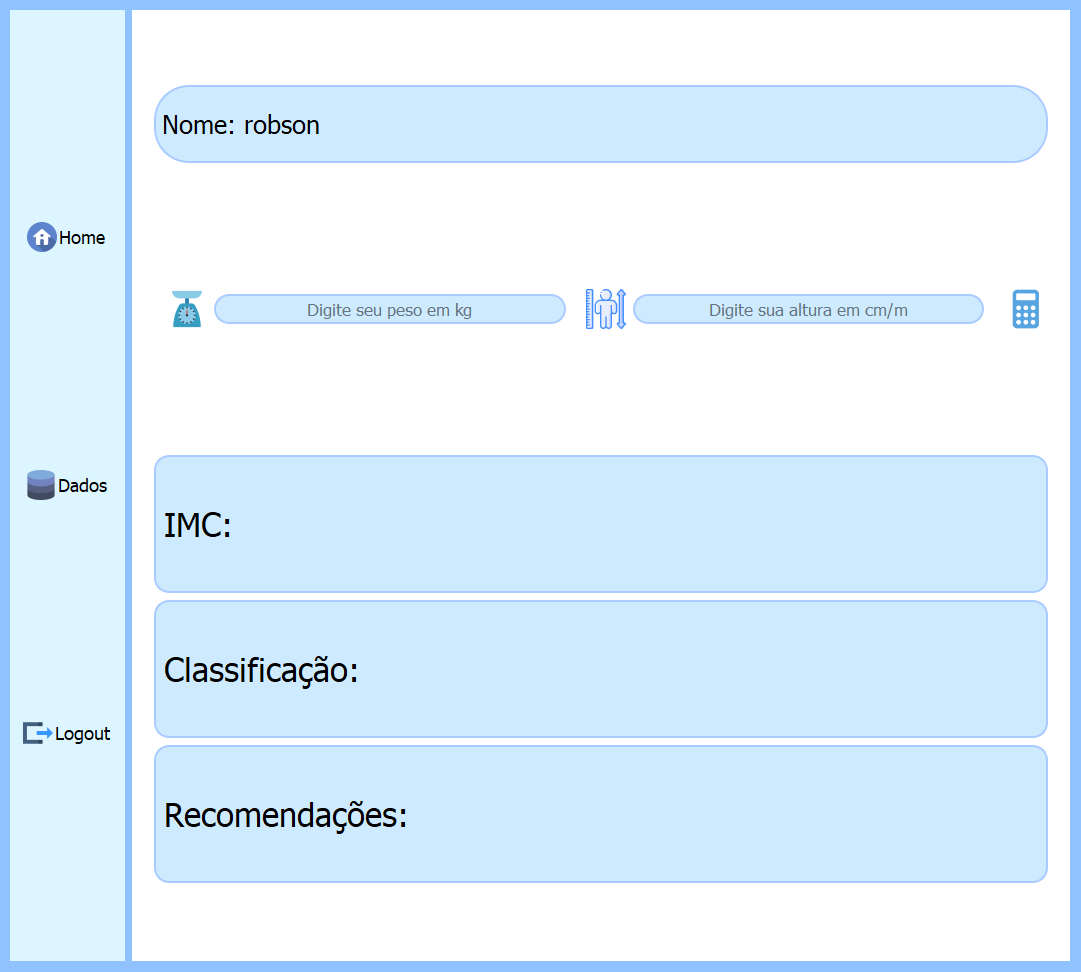 Nome: robson
Home
Digite seu peso em kg
Digite sua altura em cm/m
Dados
IMC:
Classificação:
Logout
Recomendações: